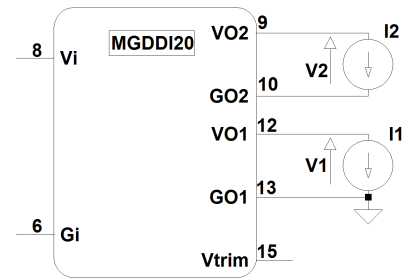 MGDDI20
8 Vi
6 Gi
VO2 9
V2
I2
GO2 10
VO1 12
V1
I1
GO1 13
Vtrim 15